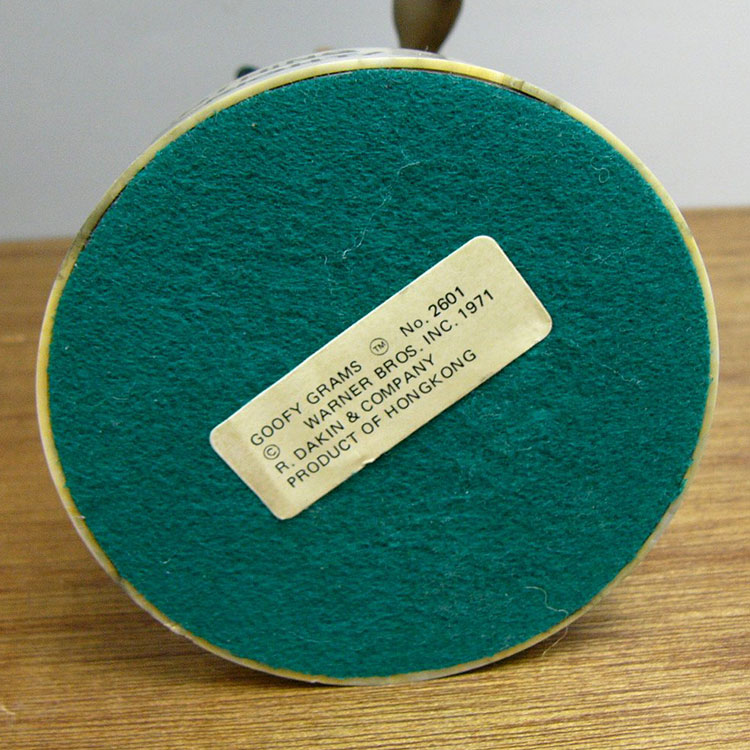 GOOFY GRAMS ™ No. 2601
© WARNER BROS. INC. 1971
R. DAKIN & COMPANY
PRODUCT OF HONGKONG